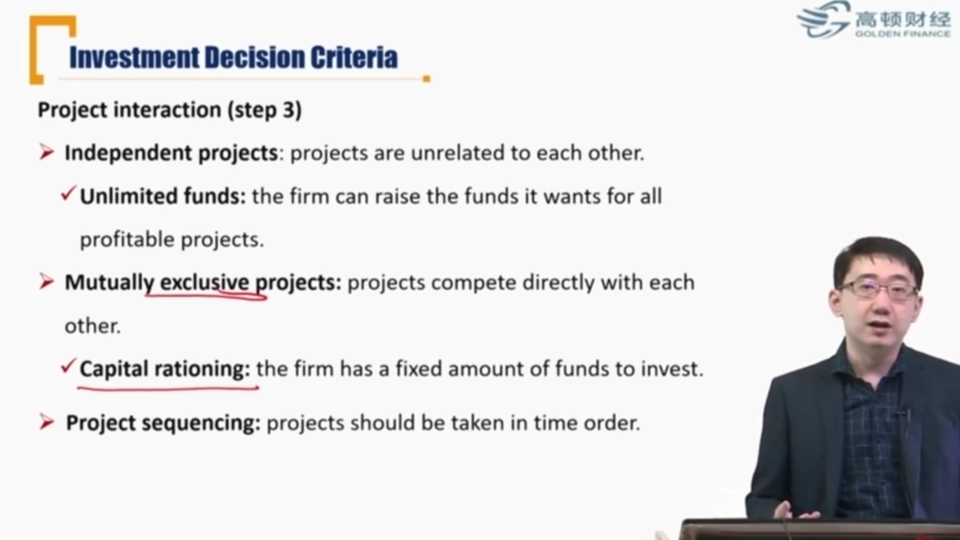 高顿财经
GOLDEN FINANCE
Investment Decision Criteria
Project interaction (step 3)
Independent projects: projects are unrelated to each other.
Unlimited funds: the firm can raise the funds it wants for all
profitable projects.
Mutually exclusive projects: projects compete directly with each
other.
Capital rationing: the firm has a fixed amount of funds to invest.
Project sequencing: projects should be taken in time order.